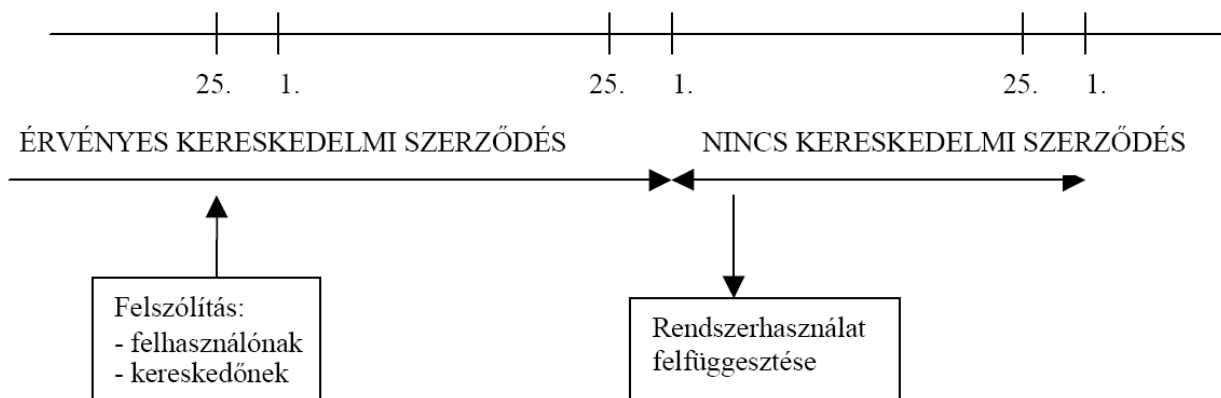 25. 1. 25. 1. 25. 1.
ÉRVÉNYES KERESKEDELMI SZERZŐDÉS NINCS KERESKEDELMI SZERZŐDÉS
Felszólítás:
- felhasználónak
- kereskedőnek
Rendszerhasználat
felfüggesztése